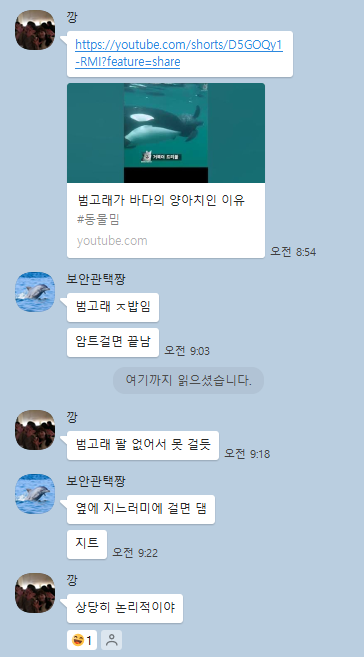 깡
https://youtube.com/shorts/D5GOQy1
-RMI?feature=share
거북이 드리블
범고래가 바다의 양아치인 이유
#동물밈
youtube.com
오전 8:54
보안관택짱
범고래 ㅈ밥임
암트걸면 끝남
오전 9:03
여기까지 읽으셨습니다.
깡
범고래 팔 없어서 못 걸듯
오전 9:18
보안관택짱
옆에 지느러미에 걸면 댐
지트
오전 9:22
깡
상당히 논리적이야
1